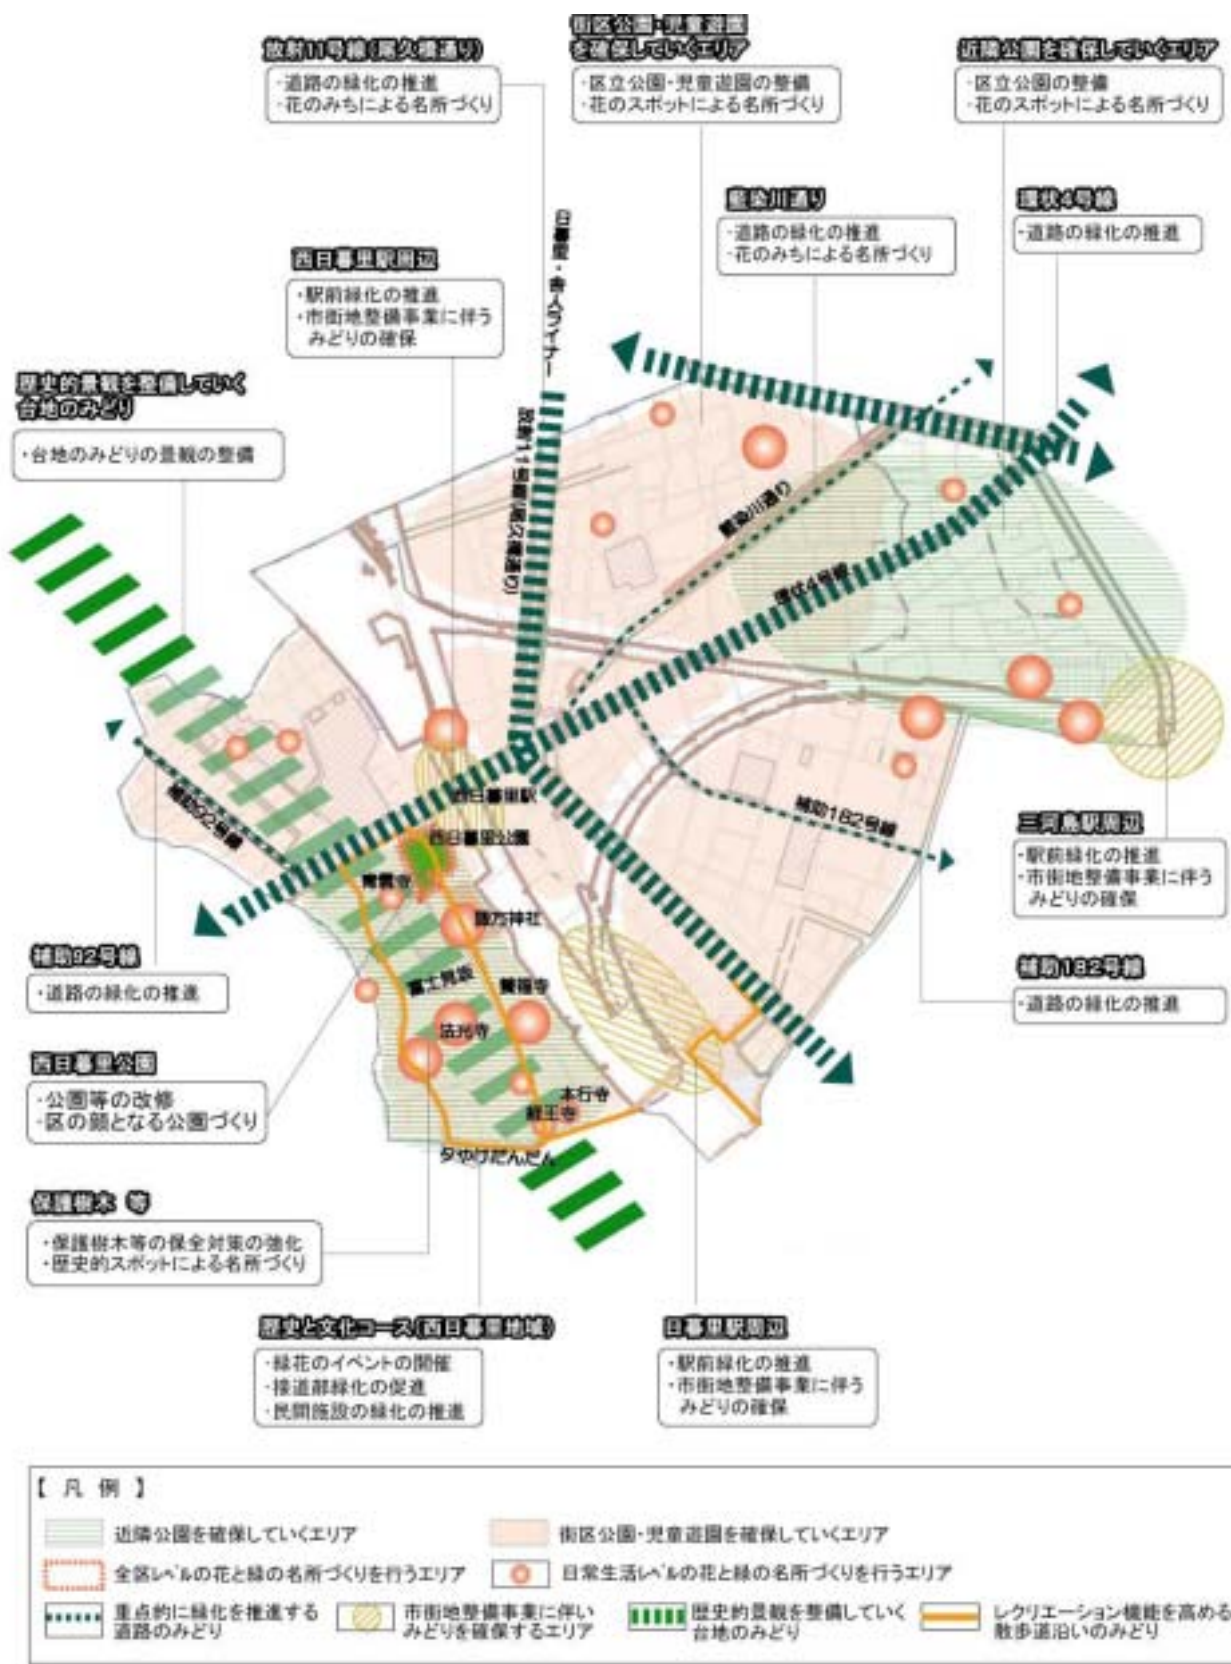 街区公園・児童遊園
を確保していくエリア
・区立公園・児童遊園の整備
・花のスポットによる名所づくり
放射11号線(尾久橋通り)
・道路の緑化の推進
・花のみちによる名所づくり
近隣公園を確保していくエリア
・区立公園の整備
・花のスポットによる名所づくり
藍染川通り
・道路の緑化の推進
・花のみちによる名所づくり
環状4号線
・道路の緑化の推進
西日暮里駅周辺
・駅前緑化の推進
・市街地整備事業に伴う
みどりの確保
日暮里・舎人ライナー
歴史的景観を整備していく
台地のみどり
・台地のみどりの景観の整備
放射11号線(尾久橋通り)
藍染川通り
環状4号線
補助92号線
西日暮里駅
西日暮里公園
補助182号線
青雲寺
諏方神社
富士見坂
養福寺
法光寺
本行寺
経王寺
夕やけだんだん
三河島駅周辺
・駅前緑化の推進
・市街地整備事業に伴う
みどりの確保
補助92号線
・道路の緑化の推進
補助182号線
・道路の緑化の推進
西日暮里公園
・公園等の改修
・区の顔となる公園づくり
保護樹木 等
・保護樹木等の保全対策の強化
・歴史的スポットによる名所づくり
歴史と文化コース(西日暮里地域)
・緑花のイベントの開催
・接道部緑化の促進
・民間施設の緑化の推進
日暮里駅周辺
・駅前緑化の推進
・市街地整備事業に伴う
みどりの確保
【 凡 例 】
近隣公園を確保していくエリア
街区公園・児童遊園を確保していくエリア
全区レベルの花と緑の名所づくりを行うエリア
日常生活レベルの花と緑の名所づくりを行うエリア
重点的に緑化を推進する
道路のみどり
市街地整備事業に伴い
みどりを確保するエリア
歴史的景観を整備していく
台地のみどり
レクリエーション機能を高める
散歩道沿いのみどり